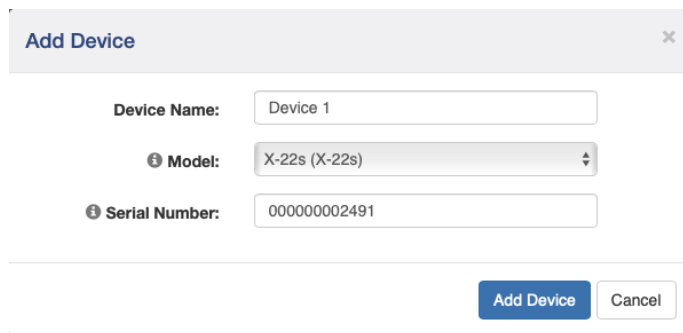 Add Device
×
Device Name: Device 1
Model: X-22s (X-22s)
Serial Number: 000000002491
Add Device Cancel